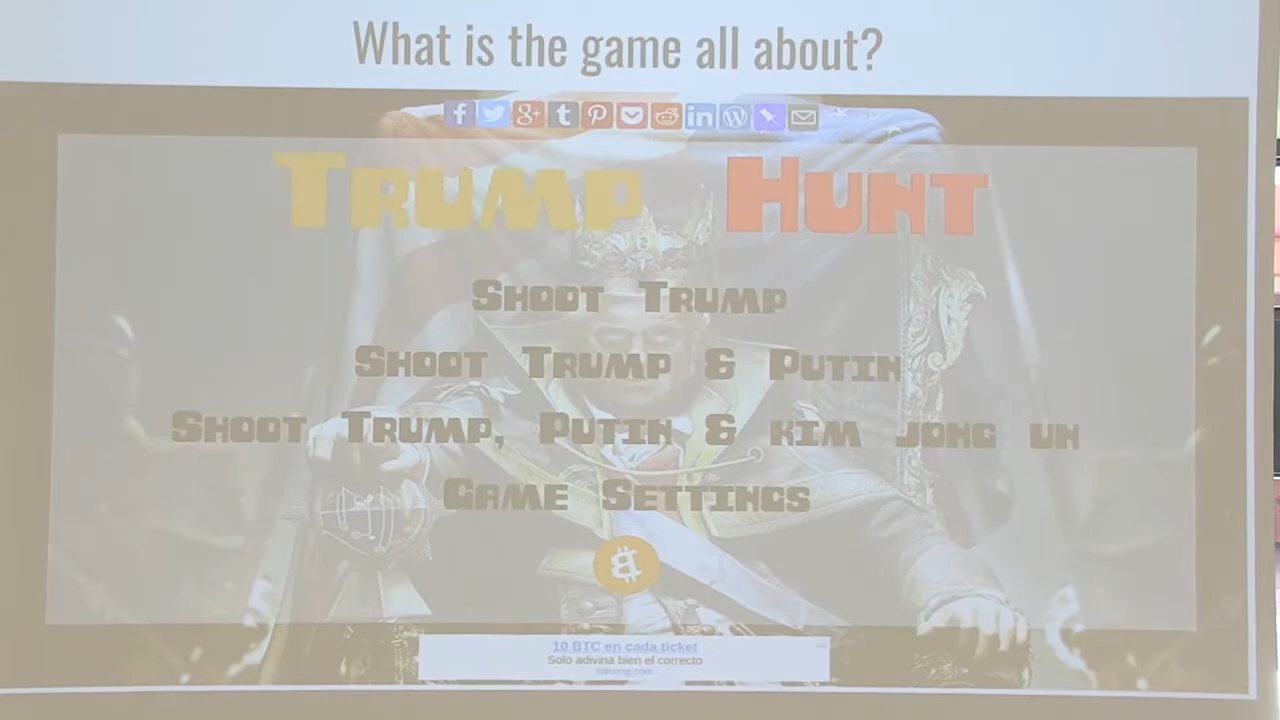 What is the game all about?
Trump Hunt
Shoot Trump
Shoot Trump & Putin
Shoot Trump, Putin & Kim Jong Un
Game Settings
10 BTC en cada ticket
Solo adivina bien el correcto